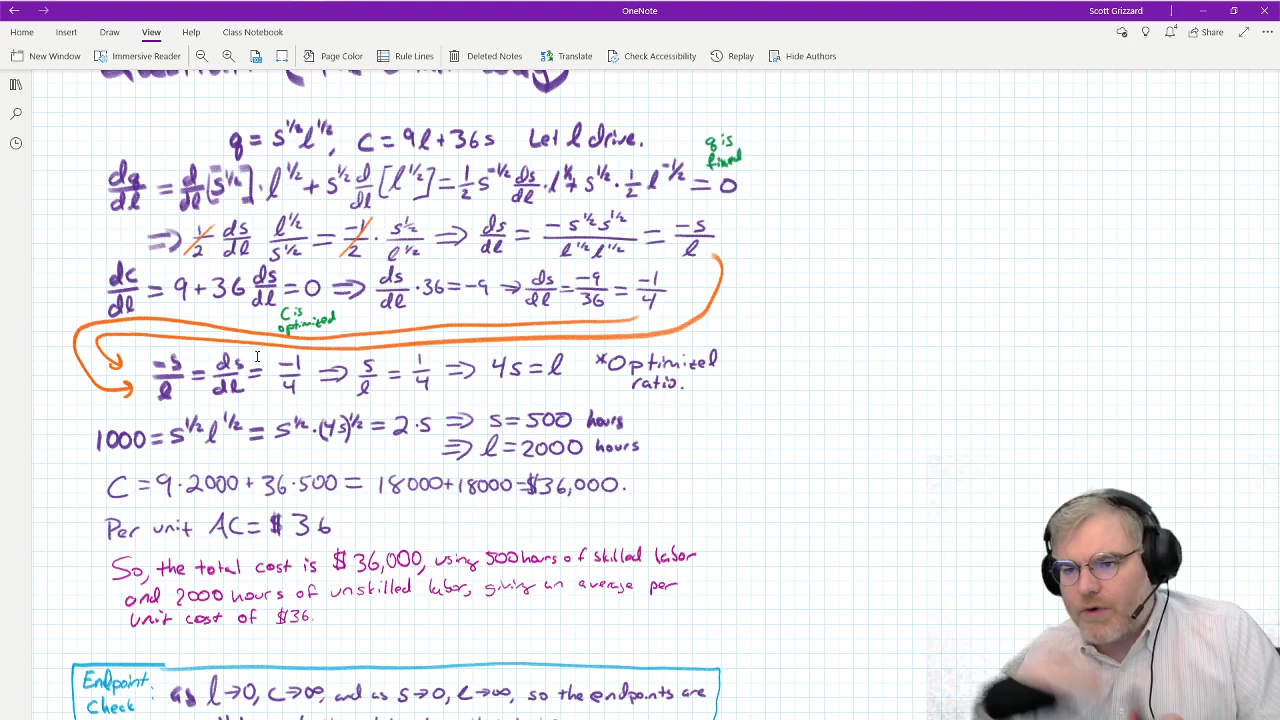 OneNote
Scott Grizzard
Home Insert Draw View Help Class Notebook
Share
New Window Immersive Reader Page Color Rule Lines Deleted Notes Translate Check Accessibility Replay Hide Authors
q = s^1/2 l^1/2, C = 9l + 36s Let l drive.
q is fixed
dq/dl = d/dl [s^1/2] · l^1/2 + s^1/2 d/dl [l^1/2] = 1/2 s^-1/2 ds/dl · l^1/2 + s^1/2 · 1/2 l^-1/2 = 0
⇒ 1/2 ds/dl l^1/2/s^1/2 = -1/2 · s^1/2/l^1/2 ⇒ ds/dl = -s^1/2 s^1/2 / l^1/2 l^1/2 = -s/l
dc/dl = 9 + 36 ds/dl = 0 ⇒ ds/dl · 36 = -9 → ds/dl = -9/36 = -1/4
C is
optimized
-s/l = ds/dl = -1/4 ⇒ s/l = 1/4 ⇒ 4s = l *Optimized ratio.
1000 = s^1/2 l^1/2 = s^1/2 · (4s)^1/2 = 2·s ⇒ s = 500 hours
⇒ l = 2000 hours
C = 9·2000 + 36·500 = 18000 + 18000 = $36,000.
Per unit AC = $36
So, the total cost is $36,000, using 500 hours of skilled labor
and 2000 hours of unskilled labor, giving an average per
unit cost of $36.
Endpoint: as l→0, c→∞, and as s→0, c→∞, so the endpoints are
Check